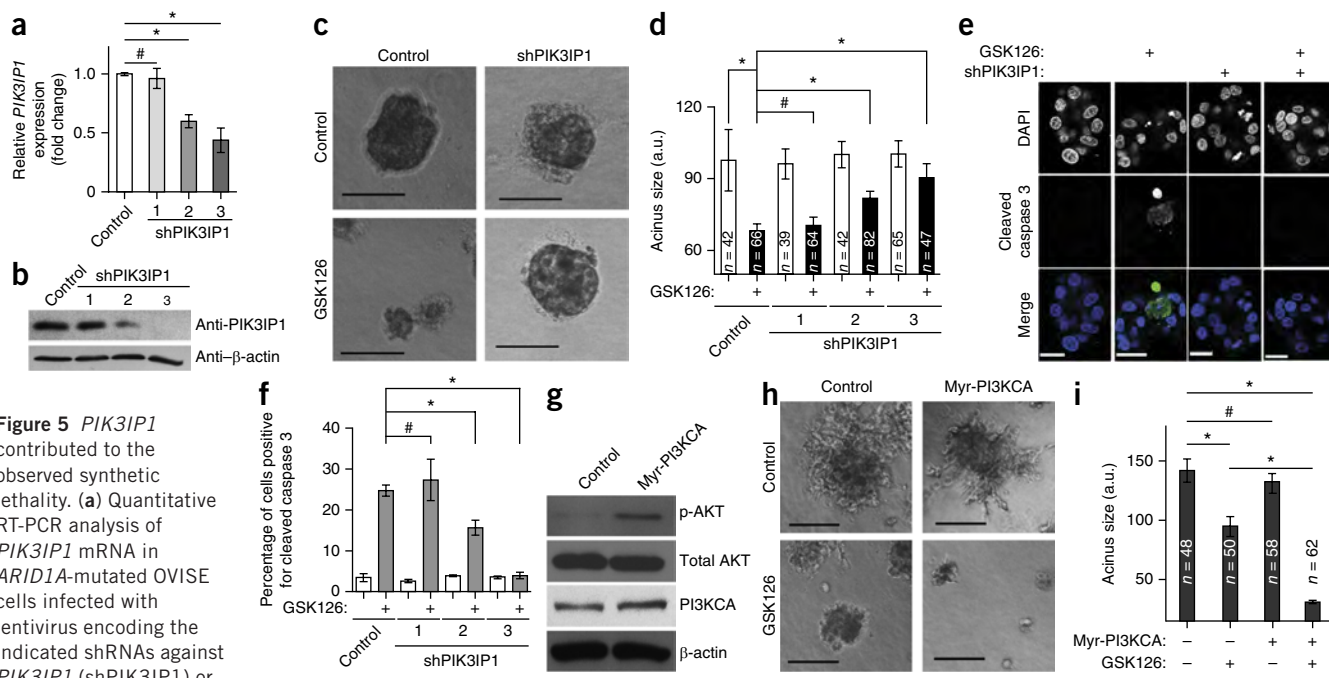 a
Relative PIK3IP1
expression
(fold change)
1.0
0.5
0
*
*
#
Control
1 2 3
shPIK3IP1
b
Control
shPIK3IP1
1 2 3
Anti-PIK3IP1
Anti–β-actin
c
Control shPIK3IP1
Control
GSK126
d
Acinus size (a.u.)
120
90
60
*
*
*
#
n = 42
n = 66
n = 39
n = 64
n = 42
n = 82
n = 65
n = 47
GSK126: + + + +
Control
1 2 3
shPIK3IP1
e
GSK126: + +
shPIK3IP1: + +
DAPI
Cleaved
caspase 3
Merge
f
Percentage of cells positive
for cleaved caspase 3
40
30
20
10
0
*
*
#
GSK126: + + + +
Control
1 2 3
shPIK3IP1
g
Control
Myr-PI3KCA
p-AKT
Total AKT
PI3KCA
β-actin
h
Control Myr-PI3KCA
Control
GSK126
i
Acinus size (a.u.)
150
100
50
*
#
*
*
n = 48
n = 50
n = 58
n = 62
Myr-PI3KCA: – – + +
GSK126: – + – +
Figure 5 PIK3IP1
contributed to the
observed synthetic
lethality. (a) Quantitative
RT-PCR analysis of
PIK3IP1 mRNA in
ARID1A-mutated OVISE
cells infected with
lentivirus encoding the
indicated shRNAs against
PIK3IP1 (shPIK3IP1) or